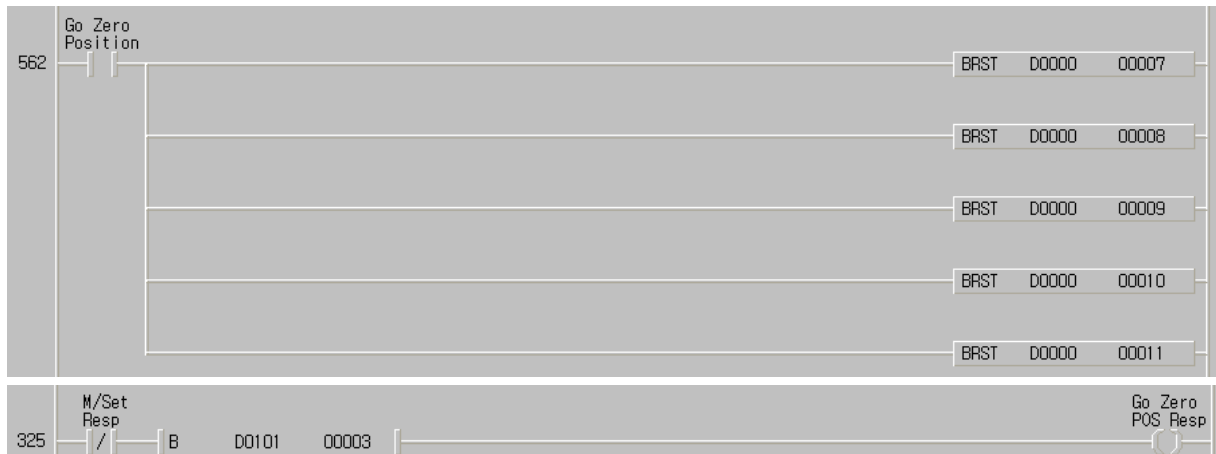 Go Zero
Position
562 BRST D0000 00007
BRST D0000 00008
BRST D0000 00009
BRST D0000 00010
BRST D0000 00011
M/Set Go Zero
Resp POS Resp
325 / B D0101 00003